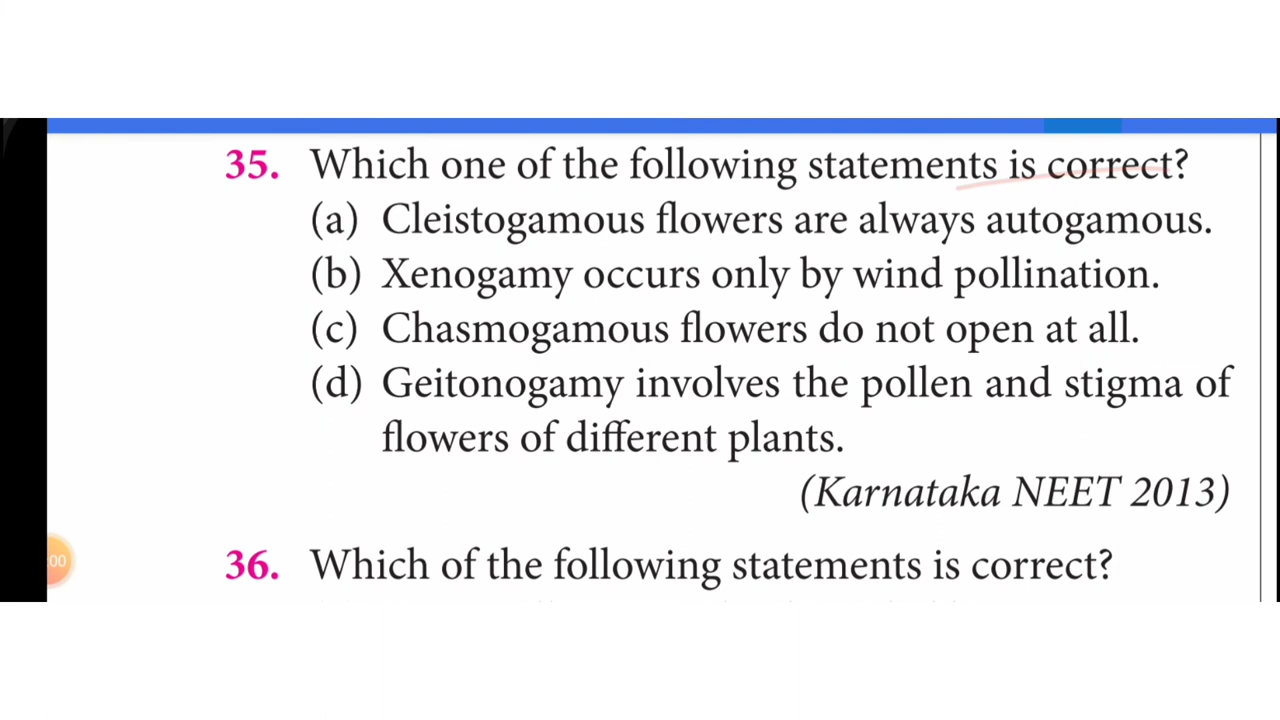 35. Which one of the following statements is correct?
(a) Cleistogamous flowers are always autogamous.
(b) Xenogamy occurs only by wind pollination.
(c) Chasmogamous flowers do not open at all.
(d) Geitonogamy involves the pollen and stigma of
flowers of different plants.
(Karnataka NEET 2013)
:00
36. Which of the following statements is correct?